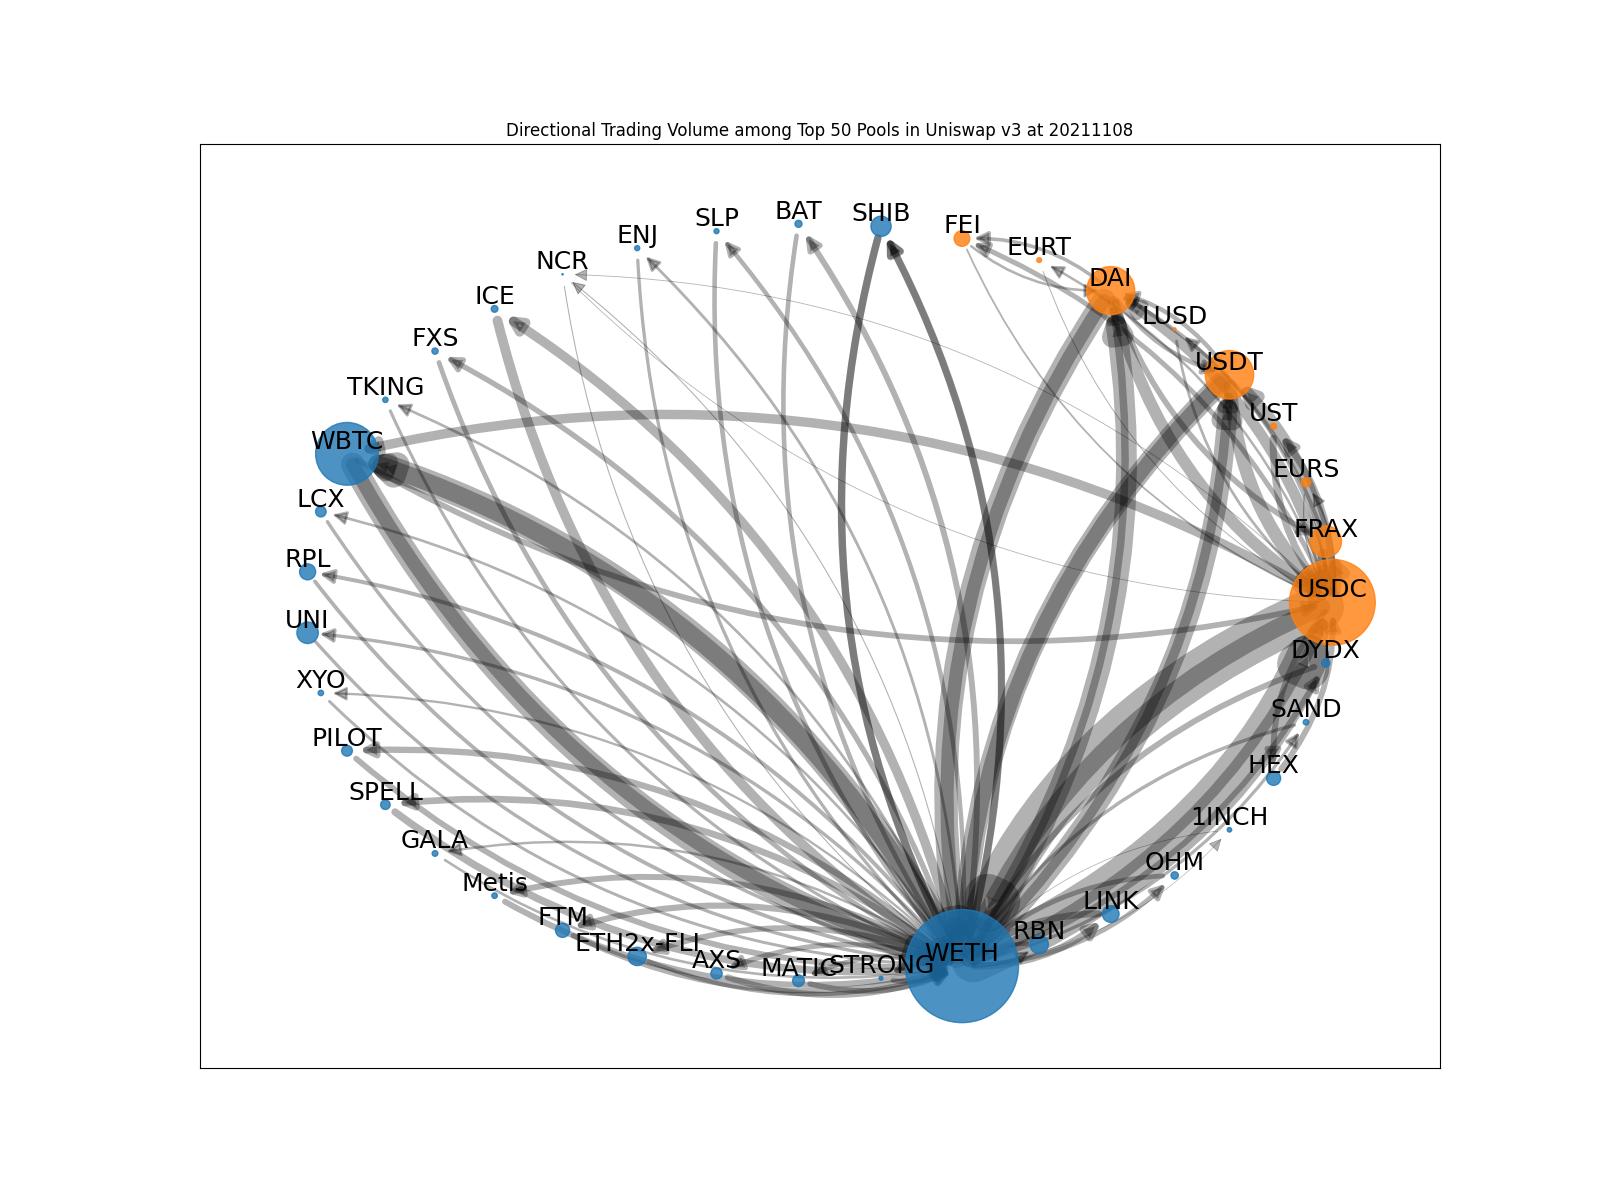 Directional Trading Volume among Top 50 Pools in Uniswap v3 at 20211108
SHIB
BAT
SLP
FEI
ENJ
EURT
NCR
DAI
ICE
LUSD
FXS
USDT
TKING
UST
WBTC
EURS
LCX
FRAX
RPL
USDC
UNI
DYDX
XYO
SAND
PILOT
HEX
SPELL
1INCH
GALA
OHM
Metis
LINK
FTM
RBN
ETH2x-FLI
WETH
AXS
STRONG
MATIC